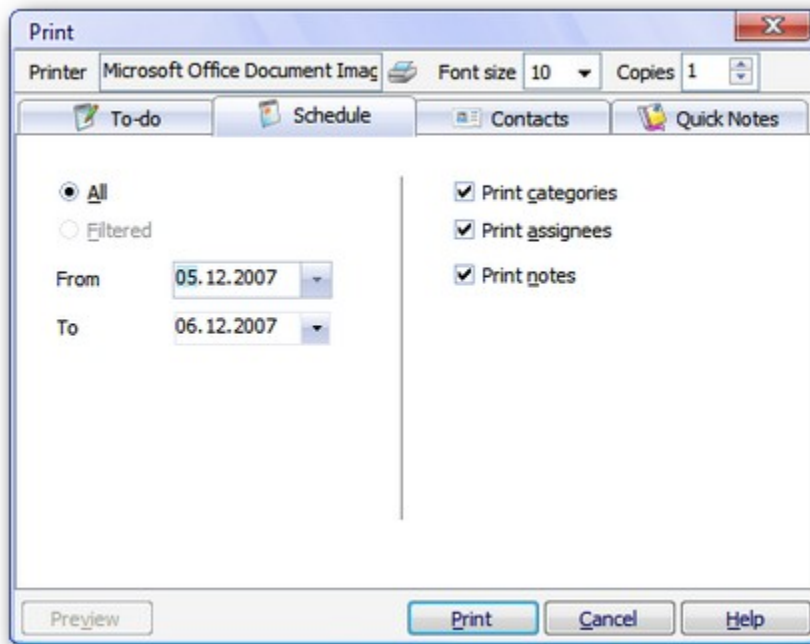 Print
Printer Microsoft Office Document Imag Font size 10 Copies 1
To-do Schedule Contacts Quick Notes
All
Filtered
From 05.12.2007
To 06.12.2007
Print categories
Print assignees
Print notes
Preview Print Cancel Help